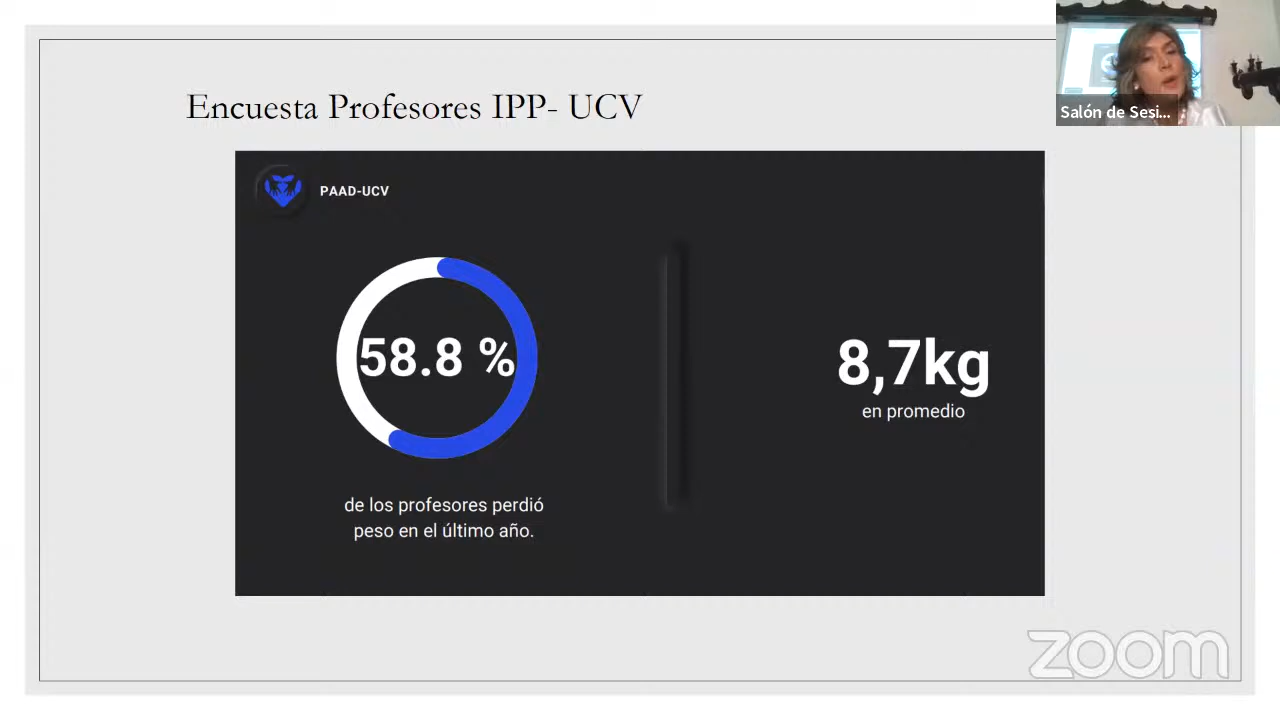 Encuesta Profesores IPP- UCV
Salón de Sesi...
PAAD-UCV
58.8 %
de los profesores perdió
peso en el último año.
8,7kg
en promedio
zoom